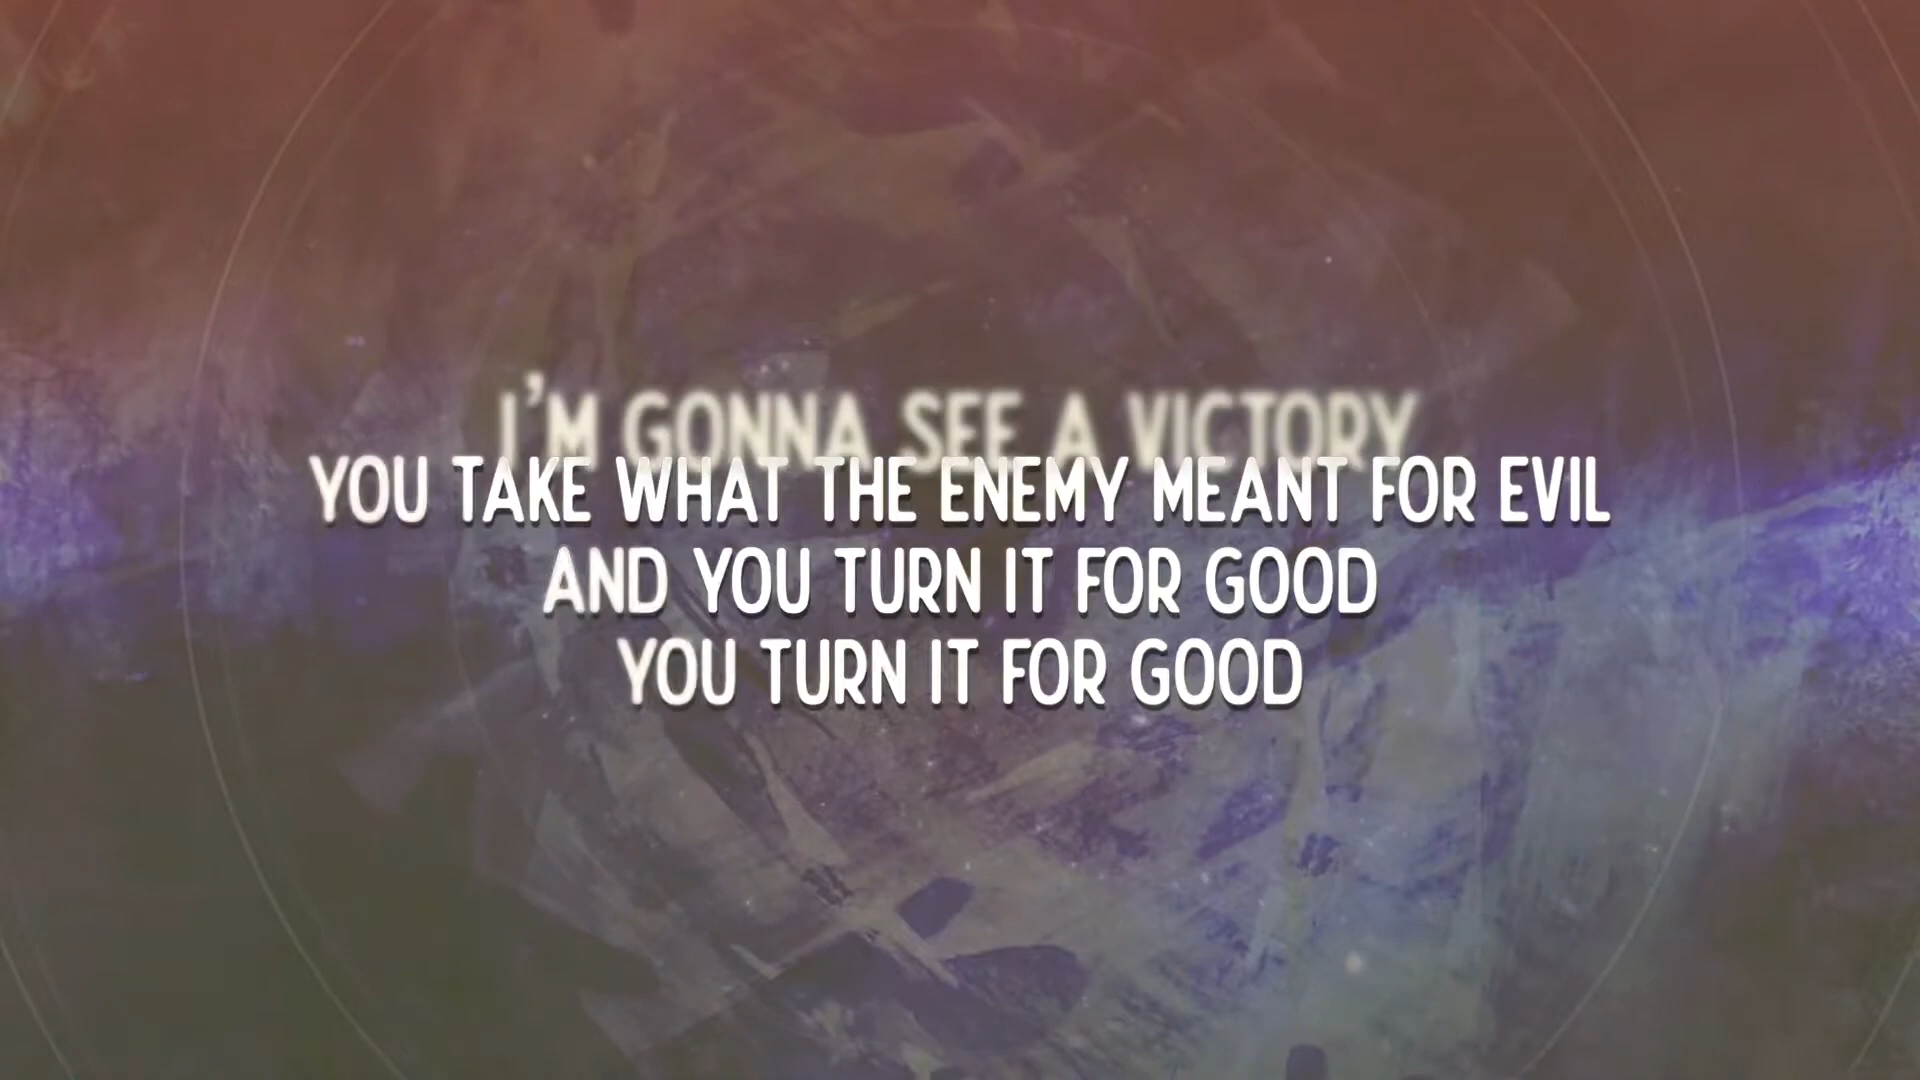 I'M GONNA SEE A VICTORY
YOU TAKE WHAT THE ENEMY MEANT FOR EVIL
AND YOU TURN IT FOR GOOD
YOU TURN IT FOR GOOD